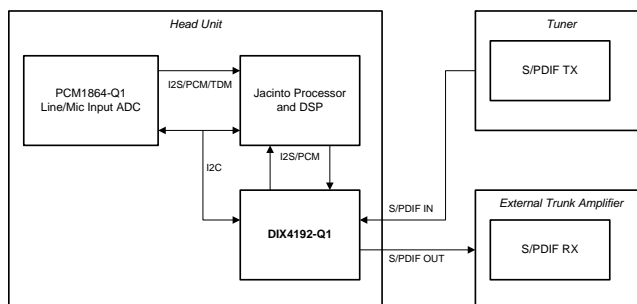 Head Unit
PCM1864-Q1
Line/Mic Input ADC
I2S/PCM/TDM
Jacinto Processor
and DSP
I2C
I2S/PCM
DIX4192-Q1
Tuner
S/PDIF TX
S/PDIF IN
External Trunk Amplifier
S/PDIF RX
S/PDIF OUT